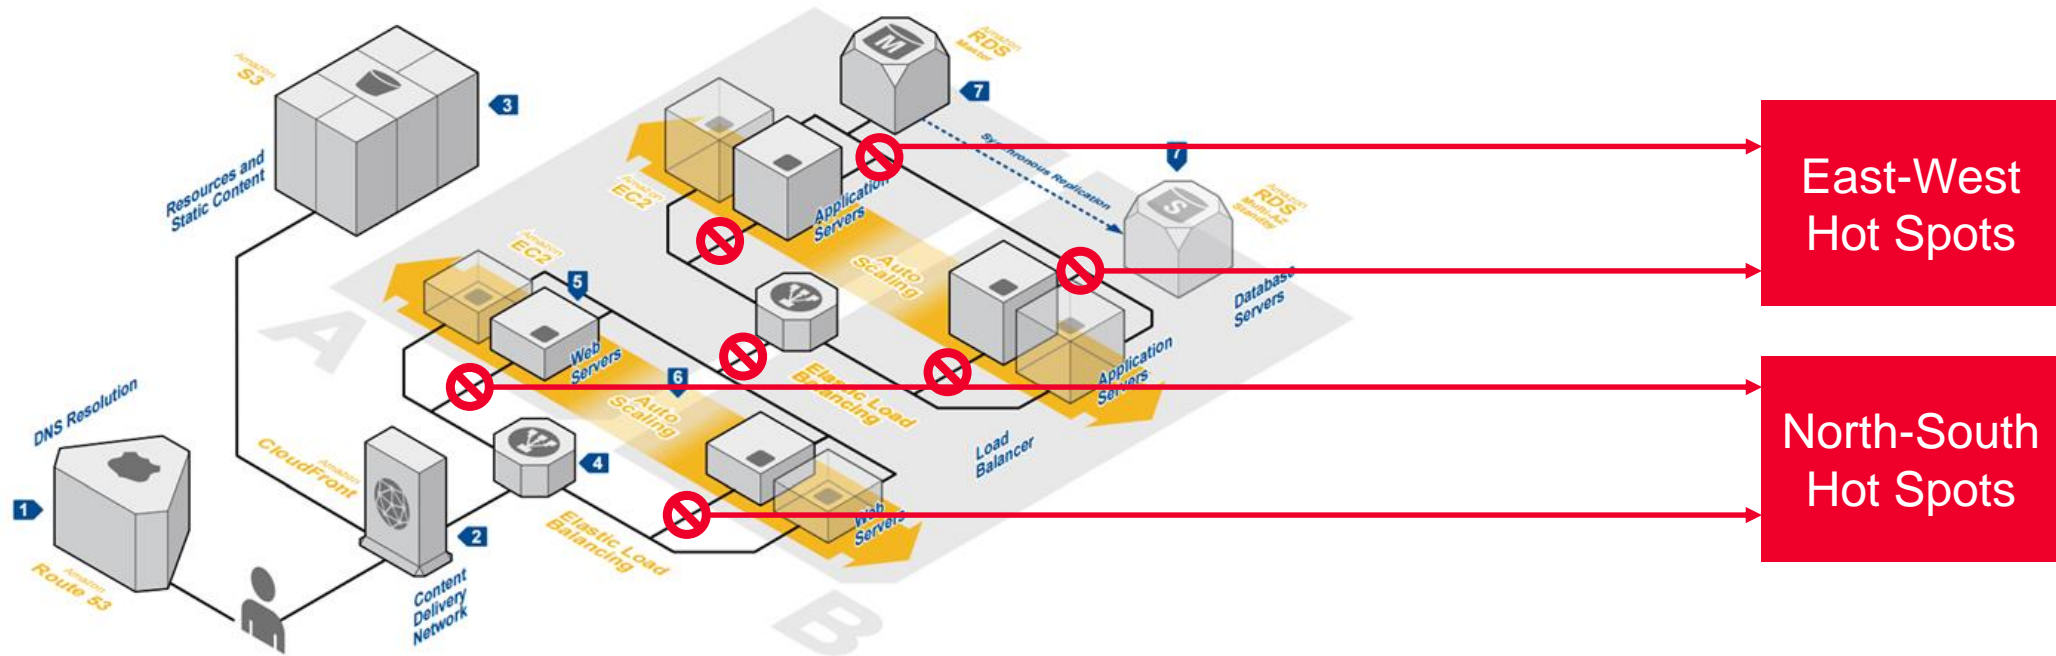 Amazon
S3
3
Resources and
Static Content
M
Amazon
RDS
Master
7
Synchronous Replication
7
S
Amazon
RDS
Multi-AZ
Standby
Database
Servers
Amazon
EC2
Application
Servers
Auto
Scaling
Application
Servers
Elastic Load
Balancing
Load
Balancer
Amazon
EC2
5
Web
Servers
6
Auto
Scaling
Web
Servers
4
Elastic Load
Balancing
A
B
DNS Resolution
1
Amazon
Route 53
Amazon
CloudFront
2
Content
Delivery
Network
East-West
Hot Spots
North-South
Hot Spots